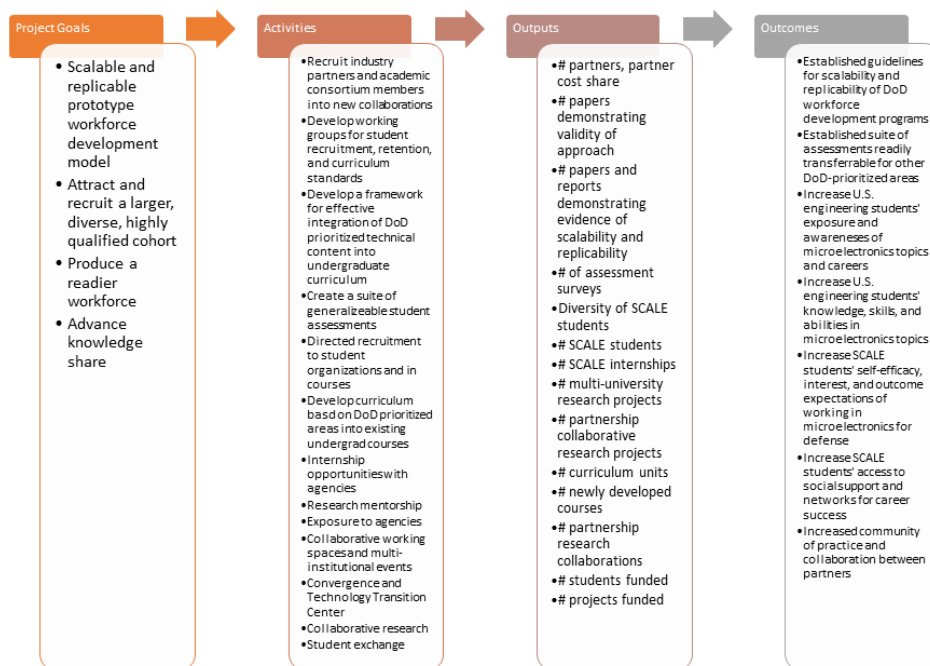 Project Goals
• Scalable and
replicable
prototype
workforce
development
model
• Attract and
recruit a larger,
diverse, highly
qualified cohort
• Produce a
readier
workforce
• Advance
knowledge
share
Activities
•Recruit industry
partners and academic
consortium members
into new collaborations
•Develop working
groups for student
recruitment, retention,
and curriculum
standards
•Develop a framework
for effective
integration of DoD
prioritized technical
content into
undergraduate
curriculum
•Create a suite of
generalizeable student
assessments
•Directed recruitment
to student
organizations and in
courses
•Develop curriculum
based on DoD prioritized
areas into existing
undergrad courses
•Internship
opportunities with
agencies
•Research mentorship
•Exposure to agencies
•Collaborative working
spaces and multi-
institutional events
•Convergence and
Technology Transition
Center
•Collaborative research
•Student exchange
Outputs
•# partners, partner
cost share
•# papers
demonstrating
validity of
approach
•# papers and
reports
demonstrating
evidence of
scalability and
replicability
•# of assessment
surveys
•Diversity of SCALE
students
•# SCALE students
•# SCALE internships
•# multi-university
research projects
•# partnership
collaborative
research projects
•# curriculum units
•# newly developed
courses
•# partnership
research
collaborations
•# students funded
•# projects funded
Outcomes
•Established guidelines
for scalability and
replicability of DoD
workforce
development programs
•Established suite of
assessments readily
transferrable for other
DoD-prioritized areas
•Increase U.S.
engineering students'
exposure and
awareneses of
microelectronics topics
and careers
•Increase U.S.
engineering students'
knowledge, skills, and
abilities in
microelectronics topics
•Increase SCALE
students' self-efficacy,
interest, and outcome
expectations of
working in
microelectronics for
defense
•Increase SCALE
students' access to
social support and
networks for career
success
•Increased community
of practice and
collaboration between
partners